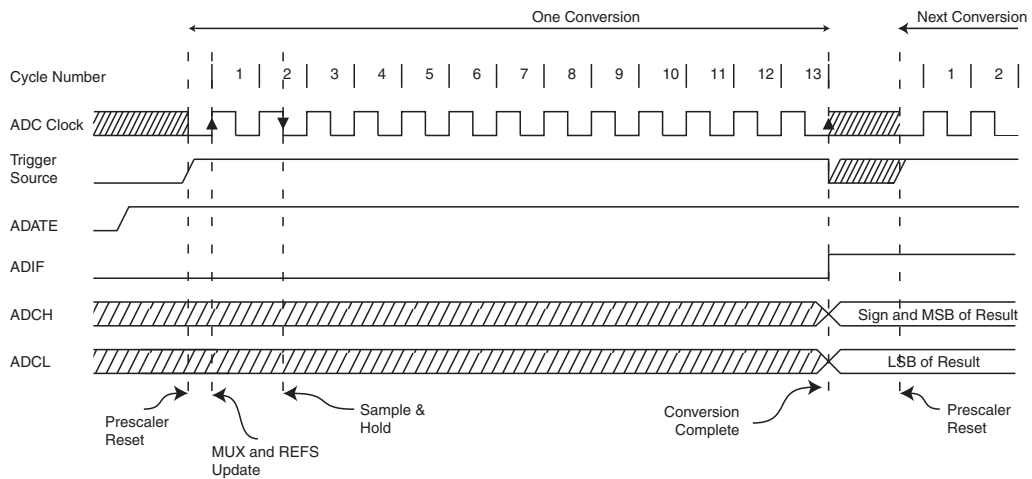 One Conversion
Next Conversion
Cycle Number
1 2 3 4 5 6 7 8 9 10 11 12 13 1 2
ADC Clock
Trigger
Source
ADATE
ADIF
ADCH
Sign and MSB of Result
ADCL
LSB of Result
Prescaler
Reset
MUX and REFS
Update
Sample &
Hold
Conversion
Complete
Prescaler
Reset